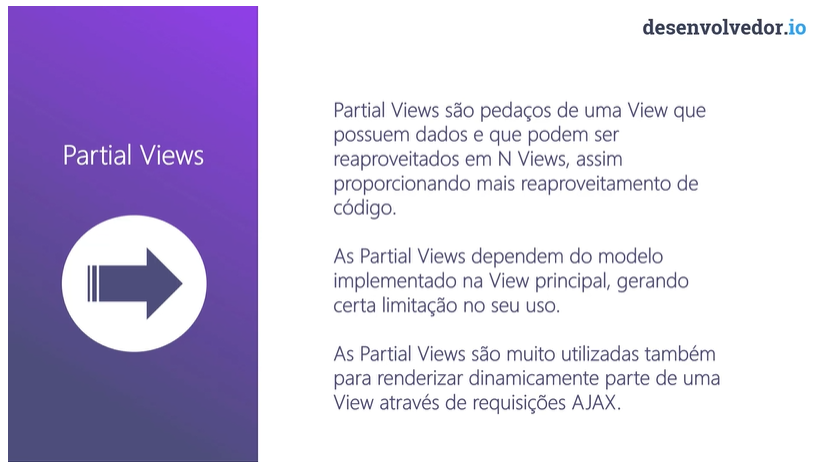 desenvolvedor.io
Partial Views
Partial Views são pedaços de uma View que
possuem dados e que podem ser
reaproveitados em N Views, assim
proporcionando mais reaproveitamento de
código.
As Partial Views dependem do modelo
implementado na View principal, gerando
certa limitação no seu uso.
As Partial Views são muito utilizadas também
para renderizar dinamicamente parte de uma
View através de requisições AJAX.